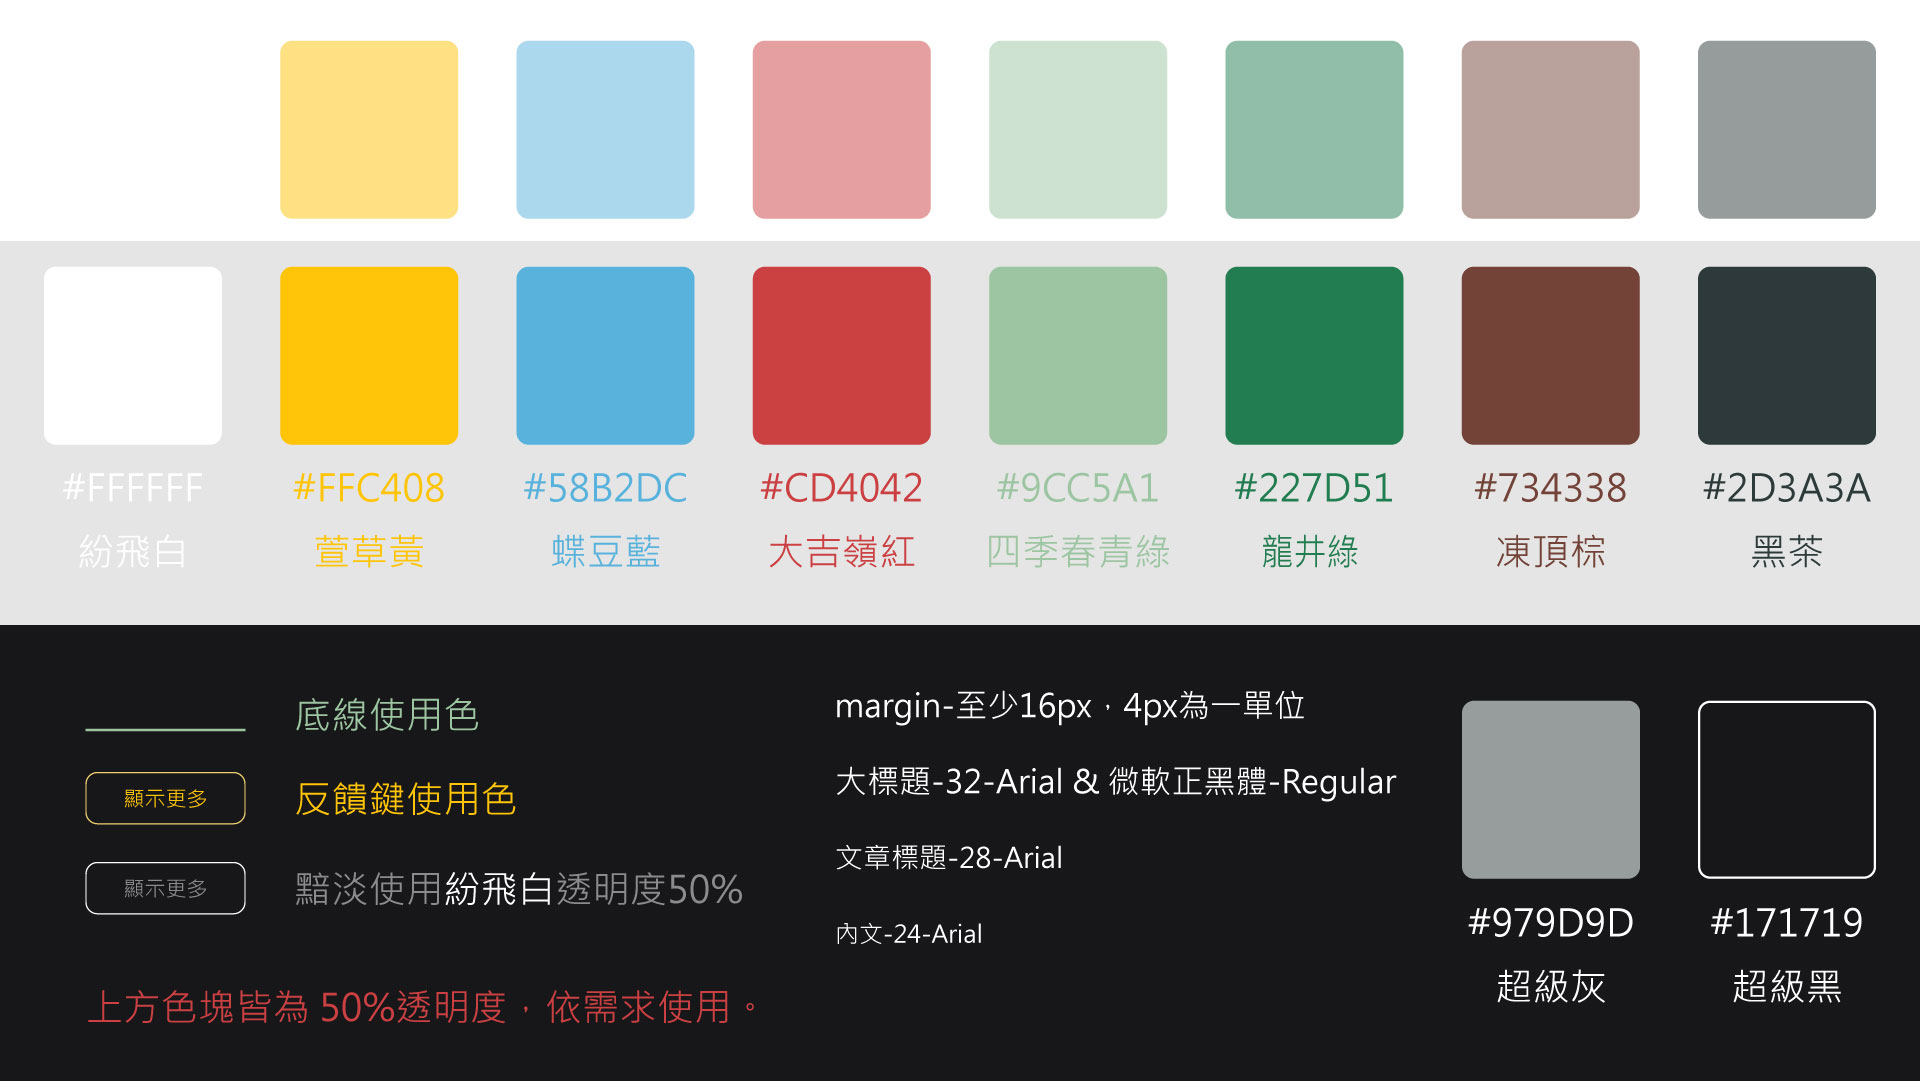 #FFFFFF #FFC408 #58B2DC #CD4042 #9CC5A1 #227D51 #734338 #2D3A3A
紛飛白 萱草黃 蝶豆藍 大吉嶺紅 四季春青綠 龍井綠 凍頂棕 黑茶
底線使用色
顯示更多 反饋鍵使用色
顯示更多 黯淡使用紛飛白透明度50%
上方色塊皆為 50%透明度，依需求使用。
margin-至少16px，4px為一單位
大標題-32-Arial & 微軟正黑體-Regular
文章標題-28-Arial
內文-24-Arial
#979D9D #171719
超級灰 超級黑